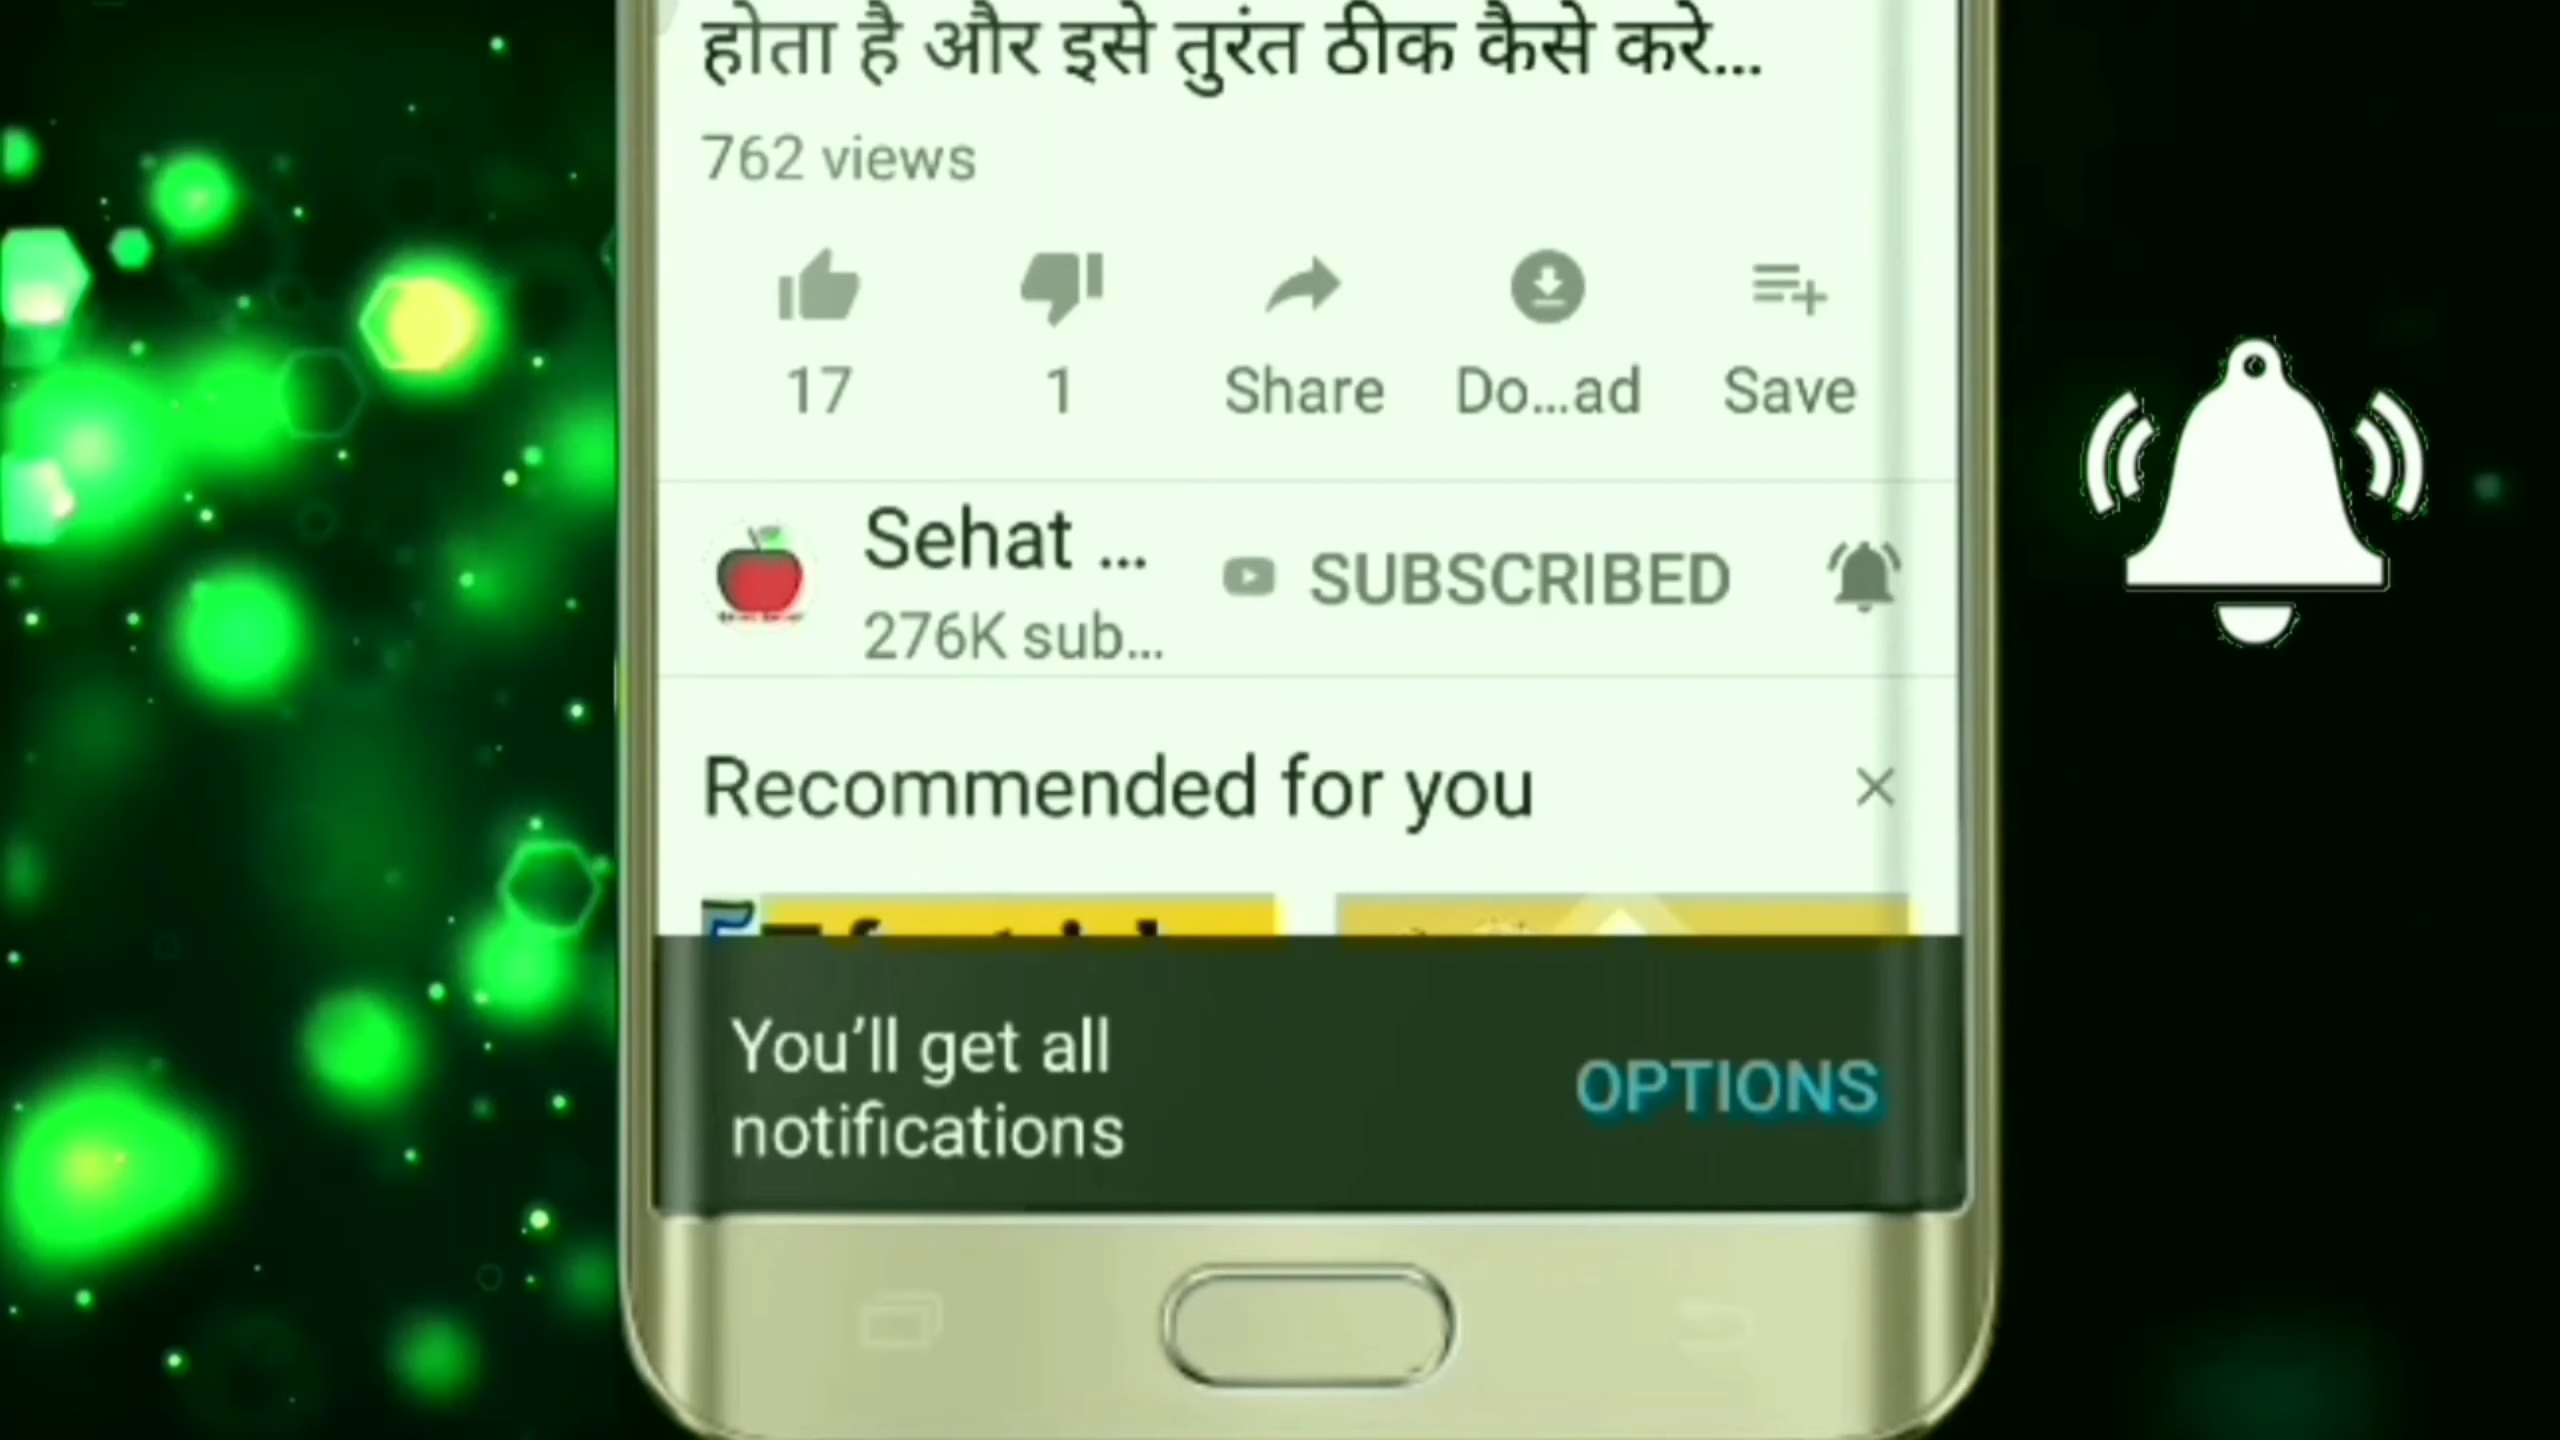 होता है और इसे तुरंत ठीक कैसे करे...
762 views
17
1
Share
Do...ad
Save
Sehat ...
SUBSCRIBED
276K sub...
Recommended for you
You'll get all
notifications
OPTIONS